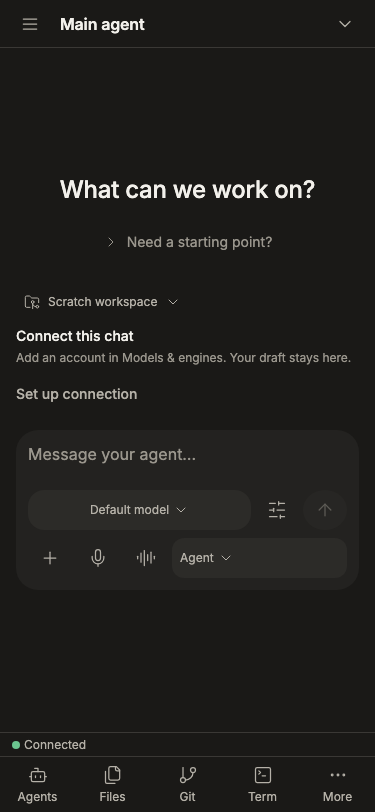 Main agent
What can we work on?
Need a starting point?
Scratch workspace
Connect this chat
Add an account in Models & engines. Your draft stays here.
Set up connection
Message your agent...
Default model
Agent
Connected
Agents Files Git Term More